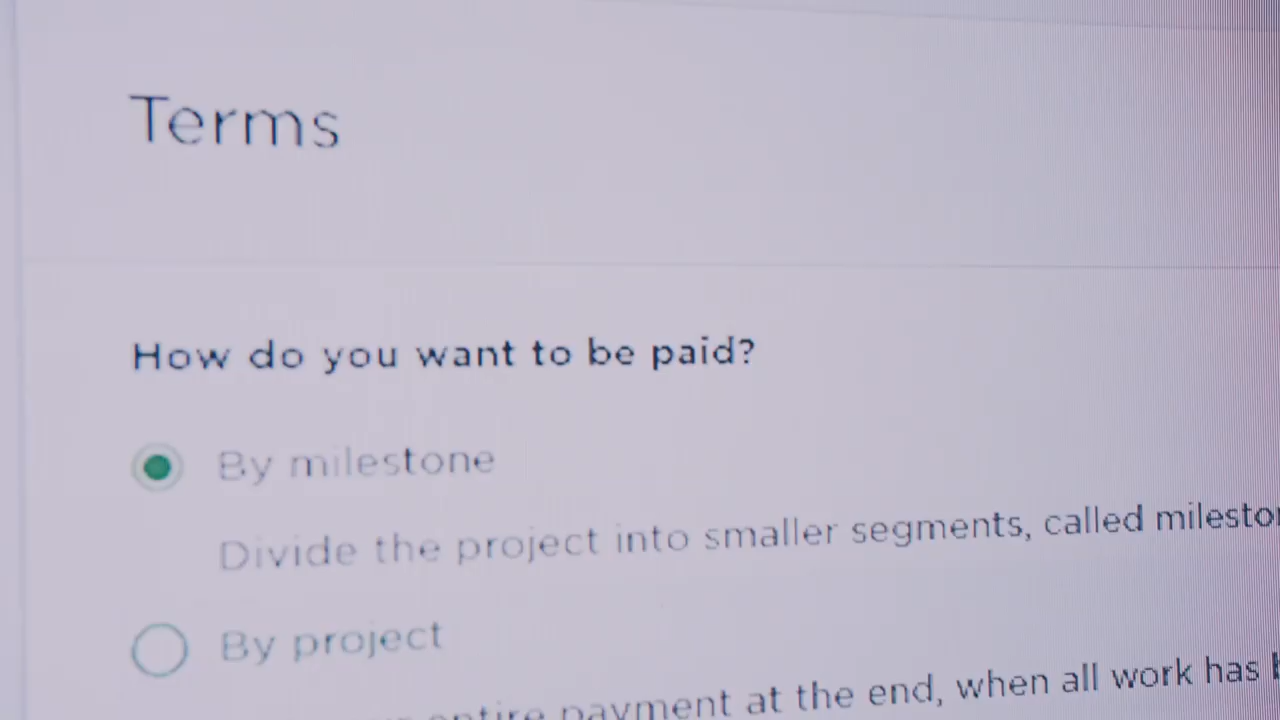 Terms
How do you want to be paid?
By milestone
Divide the project into smaller segments, called
By project
entire payment at the end, when all work has